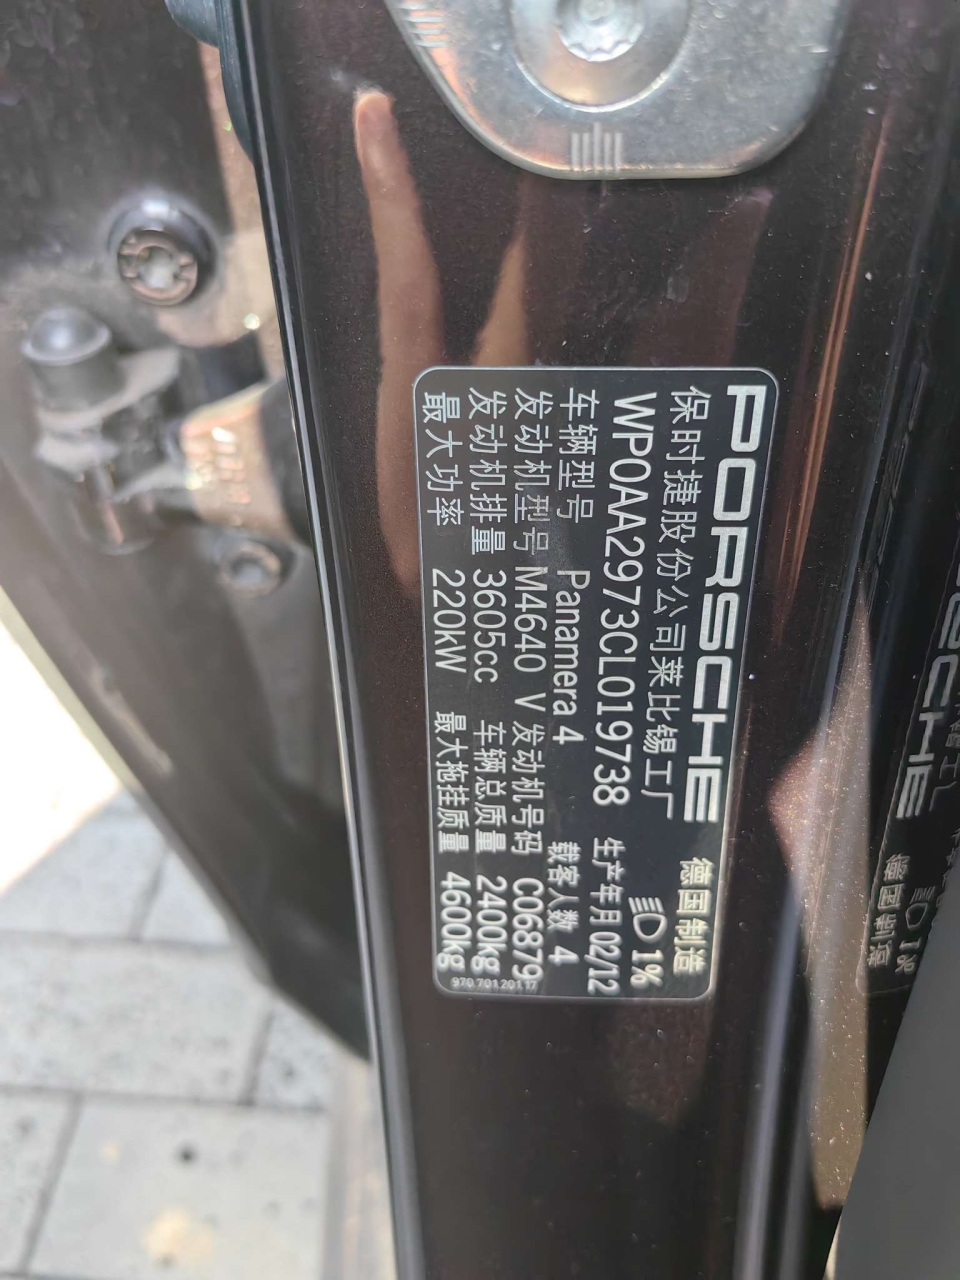 PORSCHE 德国制造
保时捷股份公司莱比锡工厂 1%
WP0AA2973CL019738 生产年月 02/12
车辆型号 Panamera 4 载客人数 4
发动机型号 M4640 V 发动机号码 C06879
发动机排量 3605cc 车辆总质量 2400kg
最大功率 220kW 最大拖挂质量 4600kg
970 701 201 17